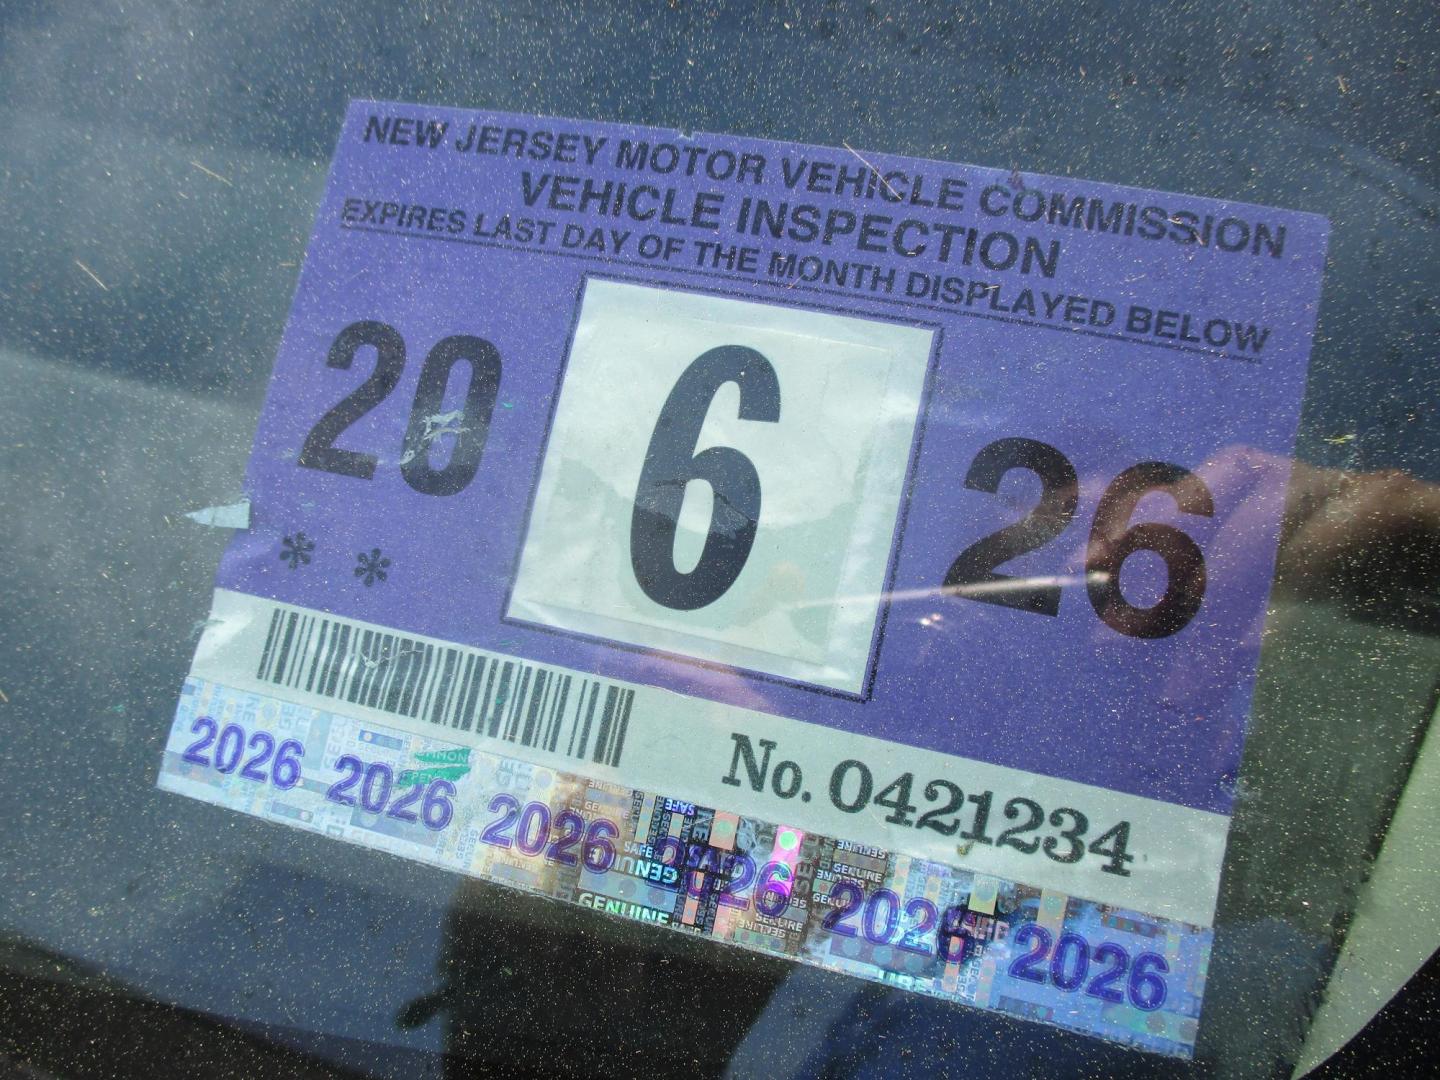 NEW JERSEY MOTOR VEHICLE COMMISSION
VEHICLE INSPECTION
EXPIRES LAST DAY OF THE MONTH DISPLAYED BELOW
20 6 26
* *
No. 0421234
2026 2026 2026 2026 2026 2026
GENUINE